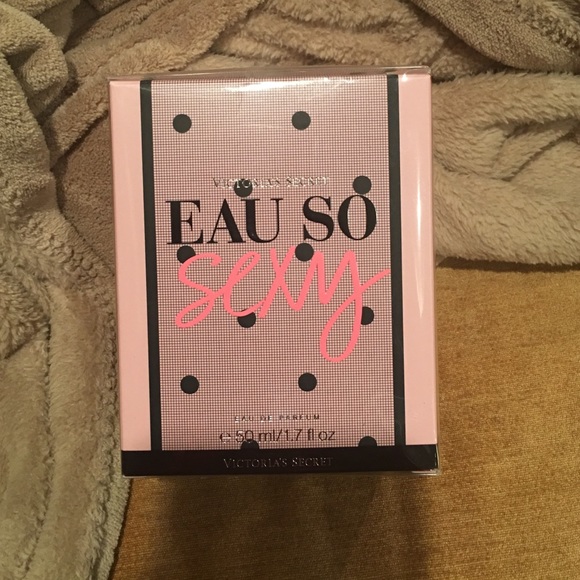 VICTORIA'S SECRET
EAU SO
sexy
EAU DE PARFUM
e 50 ml/1.7 fl oz
VICTORIA'S SECRET